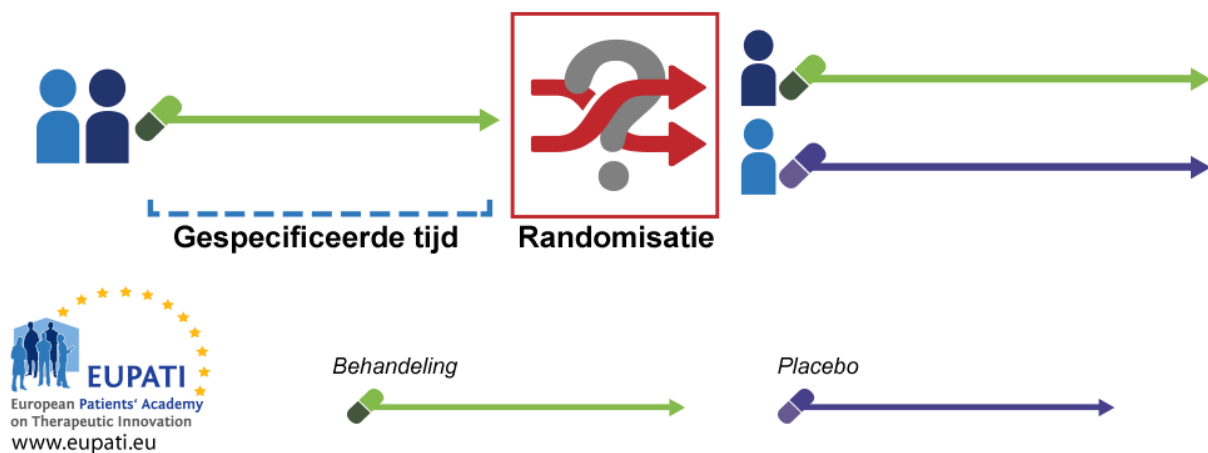 Gespecificeerde tijd
Randomisatie
EUPATI
European Patients' Academy
on Therapeutic Innovation
www.eupati.eu
Behandeling
Placebo